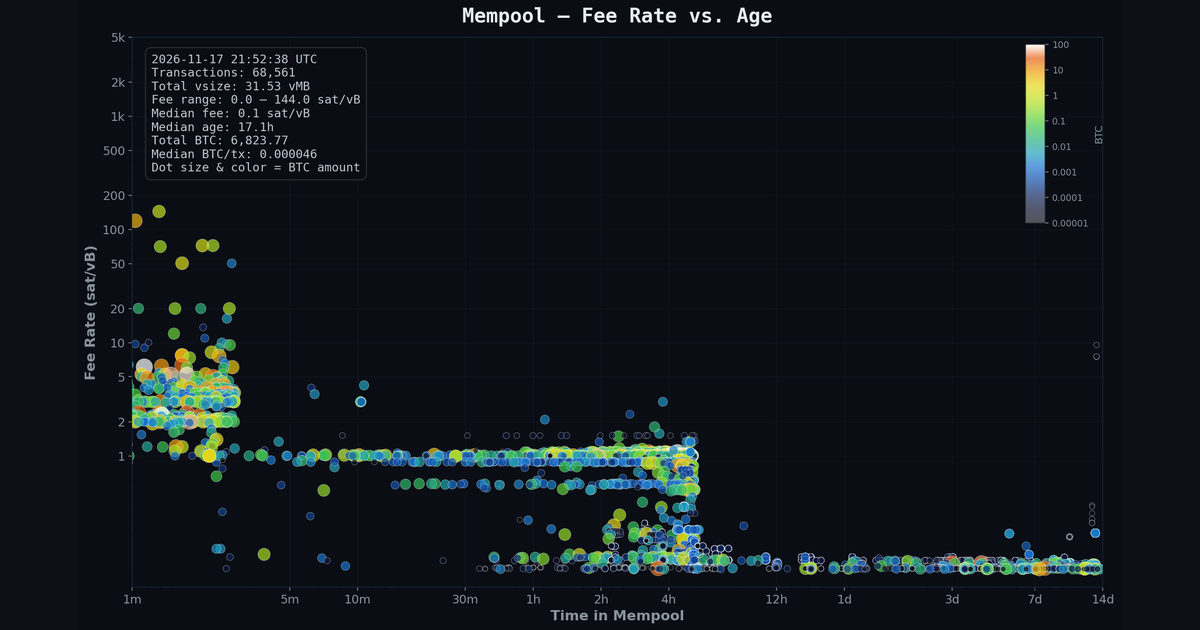 Mempool — Fee Rate vs. Age
2026-11-17 21:52:38 UTC
Transactions: 68,561
Total vsize: 31.53 vMB
Fee range: 0.0 – 144.0 sat/vB
Median fee: 0.1 sat/vB
Median age: 17.1h
Total BTC: 6,823.77
Median BTC/tx: 0.000046
Dot size & color = BTC amount
5k
2k
1k
500
200
100
50
20
10
5
2
1
Fee Rate (sat/vB)
100
10
1
0.1
0.01
0.001
0.0001
0.00001
BTC
1m
5m
10m
30m
1h
2h
4h
12h
1d
3d
7d
14d
Time in Mempool